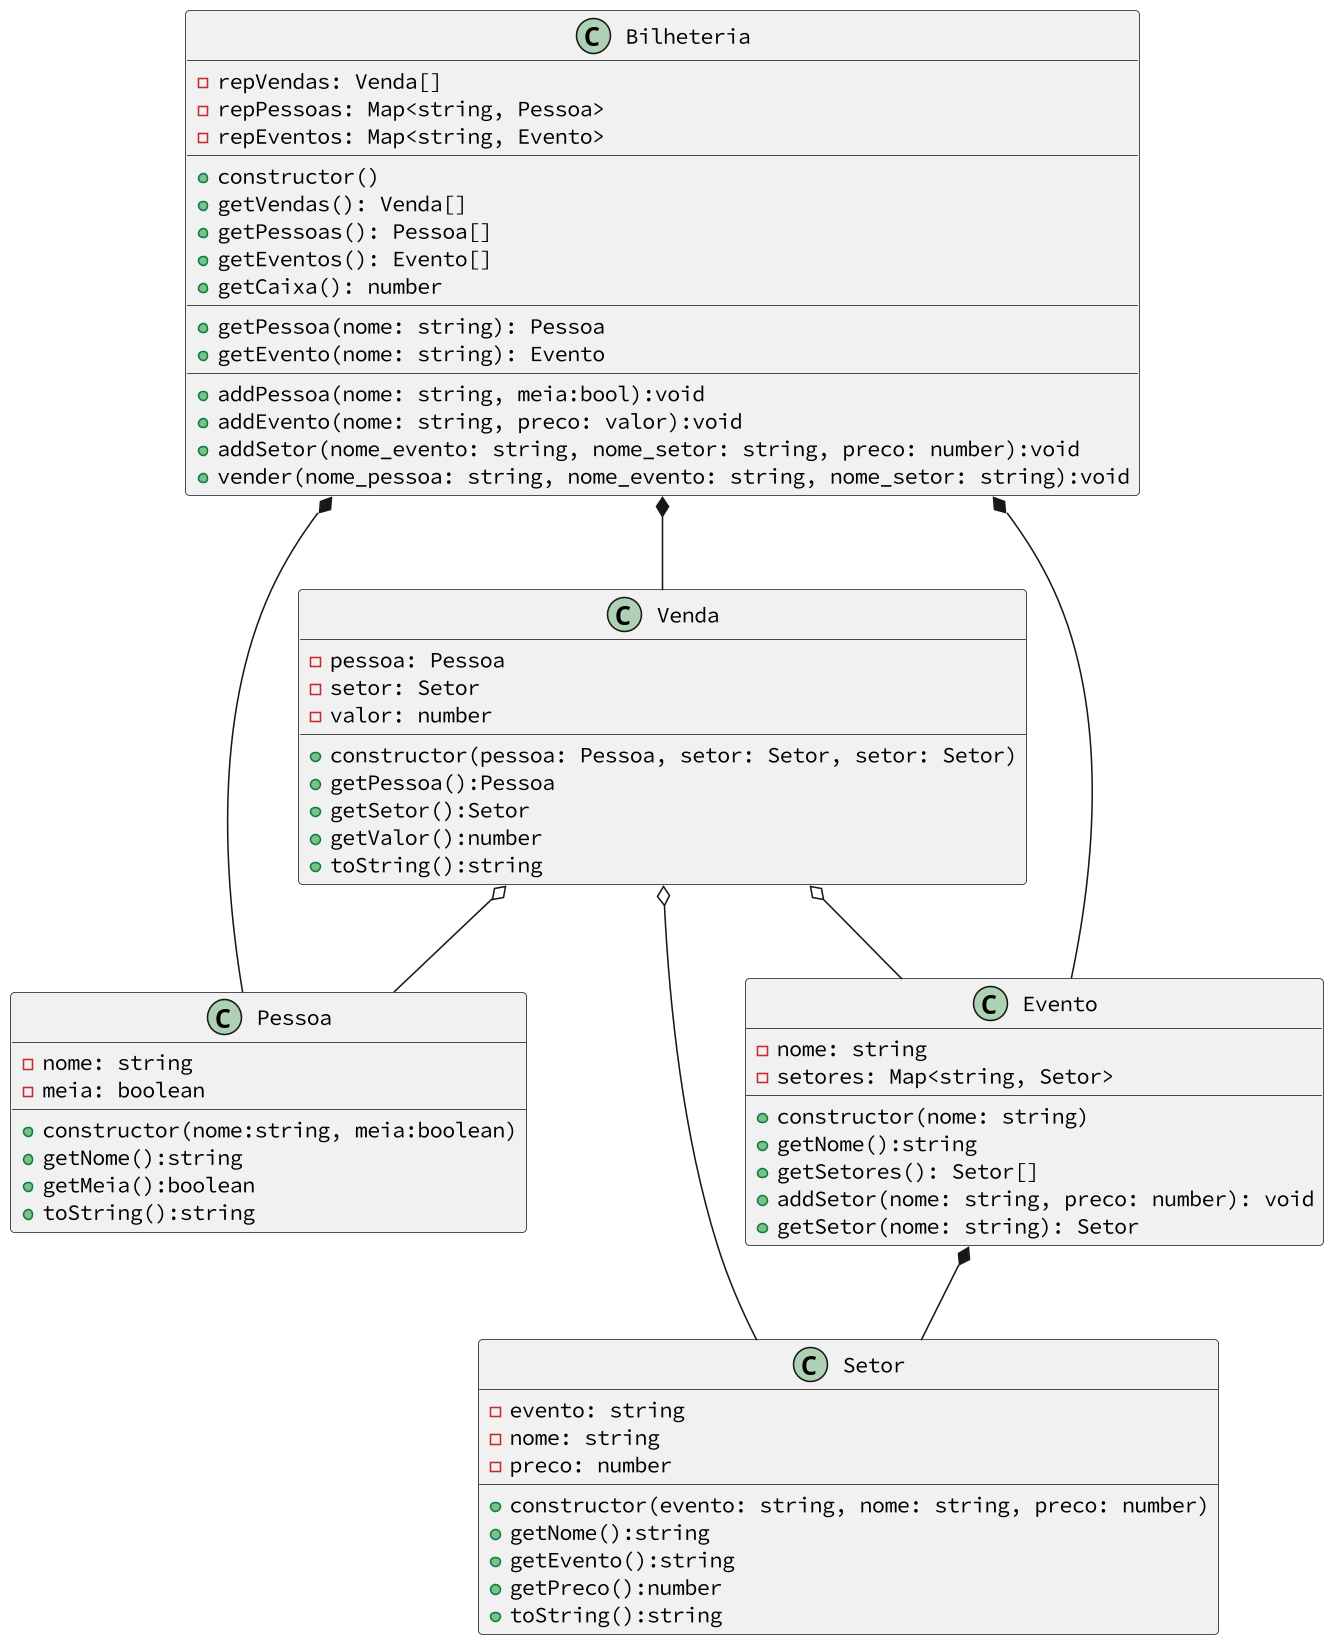 C Bilheteria
repVendas: Venda[]
repPessoas: Map<string, Pessoa>
repEventos: Map<string, Evento>
constructor()
getVendas(): Venda[]
getPessoas(): Pessoa[]
getEventos(): Evento[]
getCaixa(): number
getPessoa(nome: string): Pessoa
getEvento(nome: string): Evento
addPessoa(nome: string, meia:bool):void
addEvento(nome: string, preco: valor):void
addSetor(nome_evento: string, nome_setor: string, preco: number):void
vender(nome_pessoa: string, nome_evento: string, nome_setor: string):void
C Venda
pessoa: Pessoa
setor: Setor
valor: number
constructor(pessoa: Pessoa, setor: Setor, setor: Setor)
getPessoa():Pessoa
getSetor():Setor
getValor():number
toString():string
C Pessoa
nome: string
meia: boolean
constructor(nome:string, meia:boolean)
getNome():string
getMeia():boolean
toString():string
C Evento
nome: string
setores: Map<string, Setor>
constructor(nome: string)
getNome():string
getSetores(): Setor[]
addSetor(nome: string, preco: number): void
getSetor(nome: string): Setor
C Setor
evento: string
nome: string
preco: number
constructor(evento: string, nome: string, preco: number)
getNome():string
getEvento():string
getPreco():number
toString():string